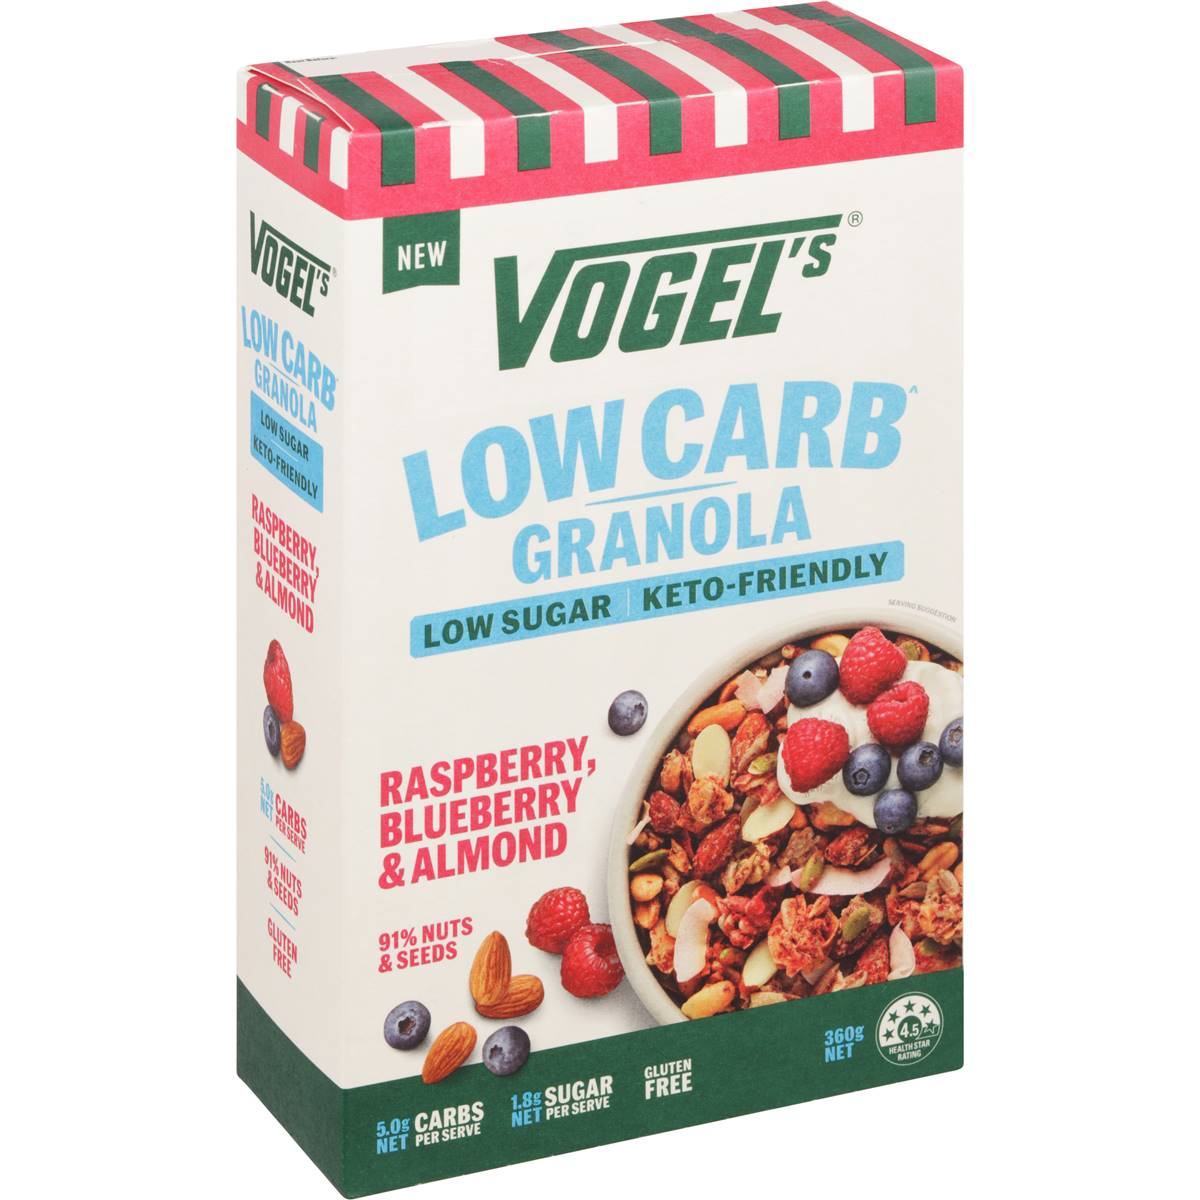 NEW
VOGEL'S®
LOW CARB^
GRANOLA
LOW SUGAR | KETO-FRIENDLY
SERVING SUGGESTION
RASPBERRY,
BLUEBERRY
& ALMOND
91% NUTS
& SEEDS
5.0g NET CARBS PER SERVE
1.8g NET SUGAR PER SERVE
GLUTEN
FREE
360g
NET
4.5
HEALTH STAR
RATING
VOGEL'S®
LOW CARB^
GRANOLA
LOW SUGAR
KETO-FRIENDLY
RASPBERRY,
BLUEBERRY
& ALMOND
5.0g NET CARBS PER SERVE
91% NUTS
& SEEDS
GLUTEN
FREE